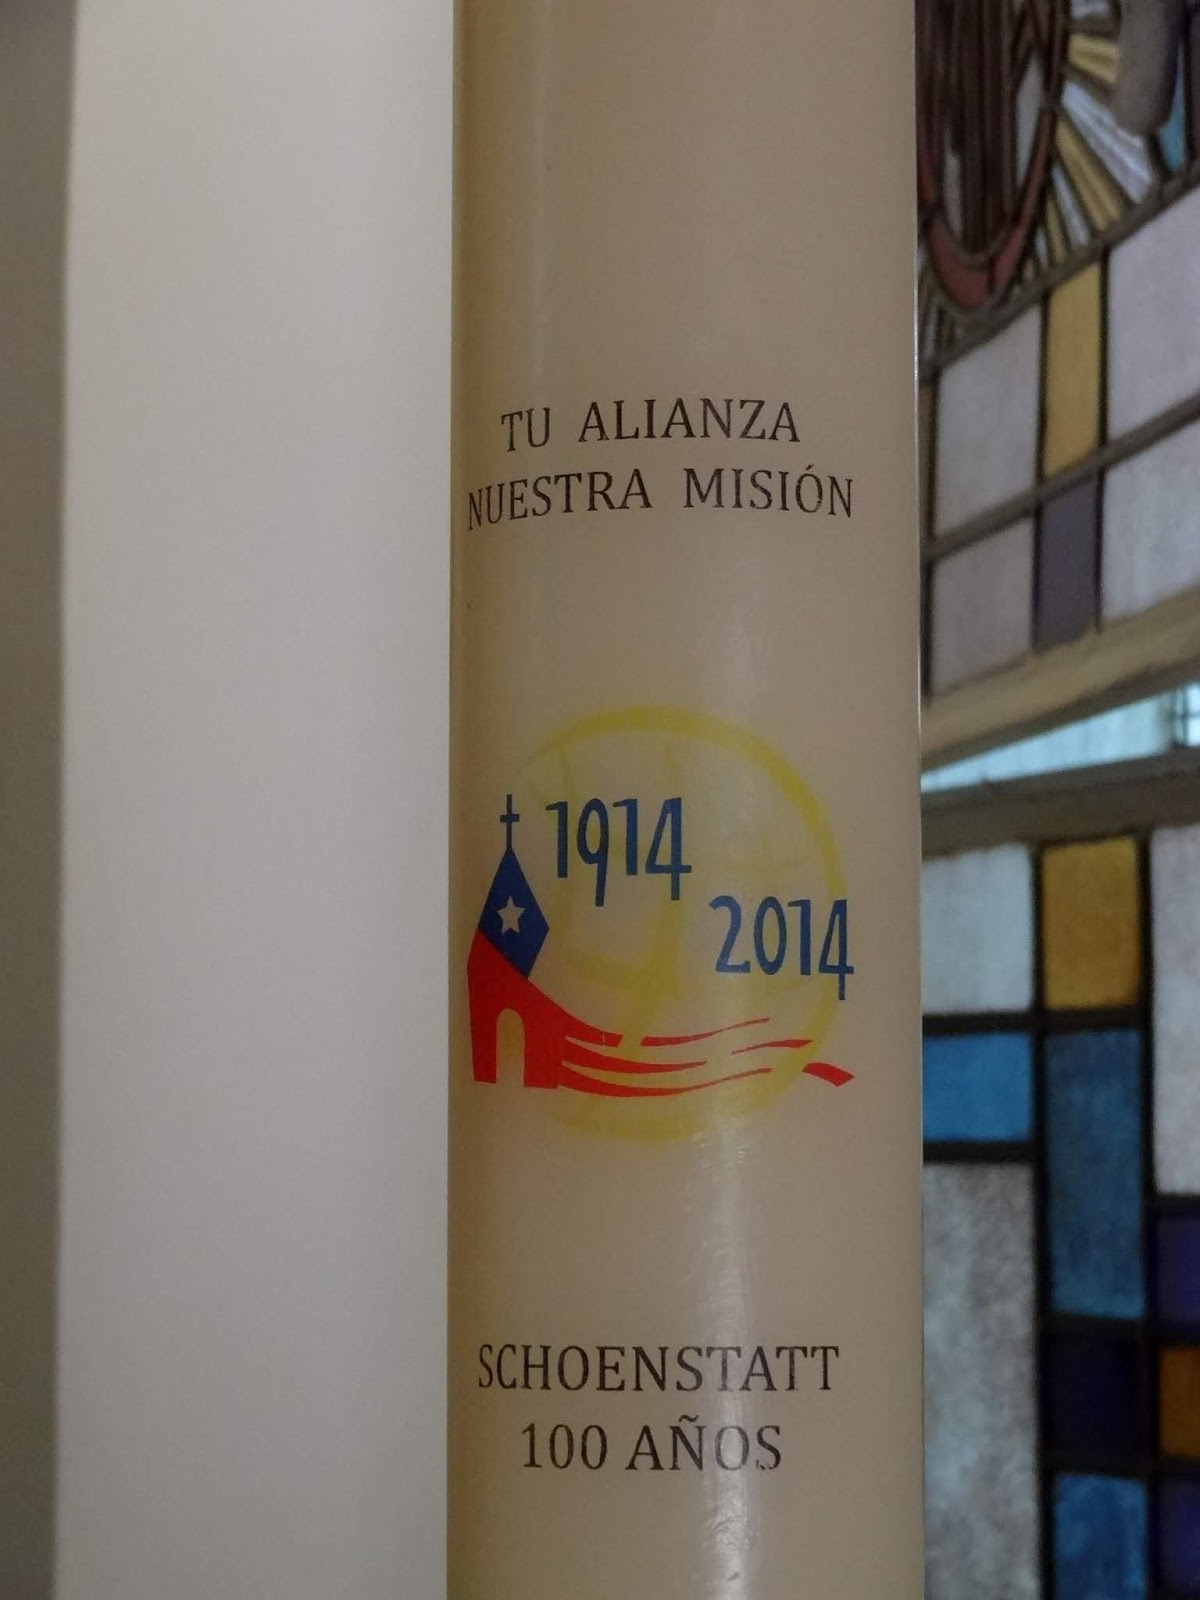 TU ALIANZA
NUESTRA MISIÓN
1914
2014
SCHOENSTATT
100 AÑOS